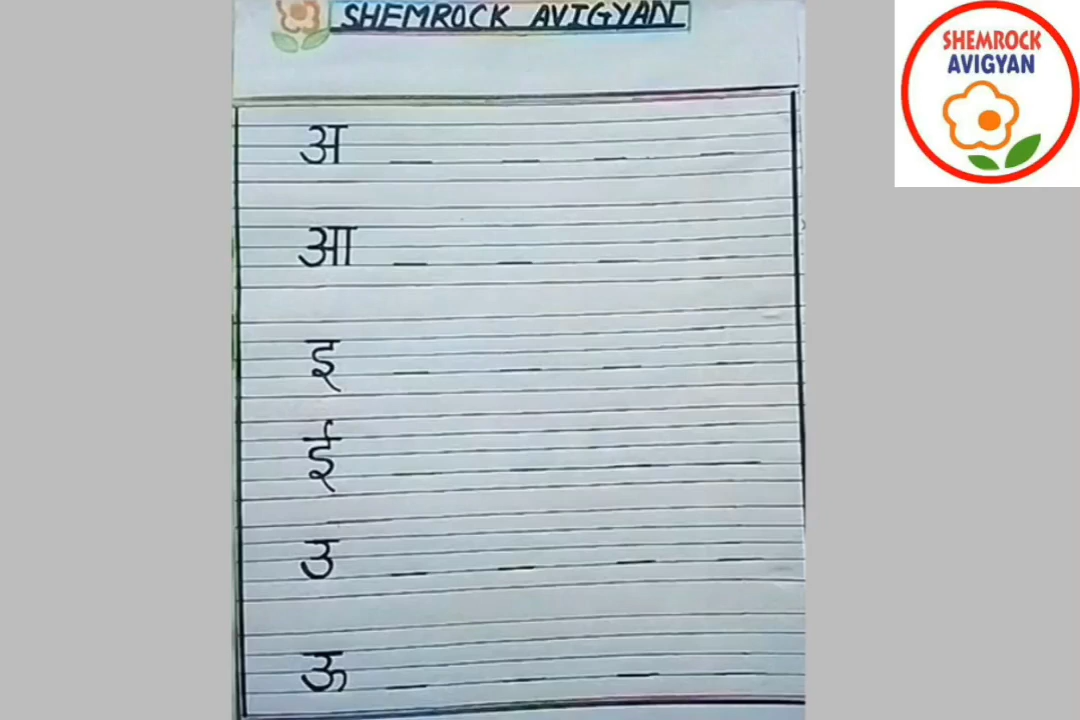 SHEMROCK AVIGYAN
SHEMROCK
AVIGYAN
अ _ _ _ _
आ _ _ _ _
इ _ _ _ _
ई _ _ _ _
उ _ _ _ _
ऊ _ _ _ _